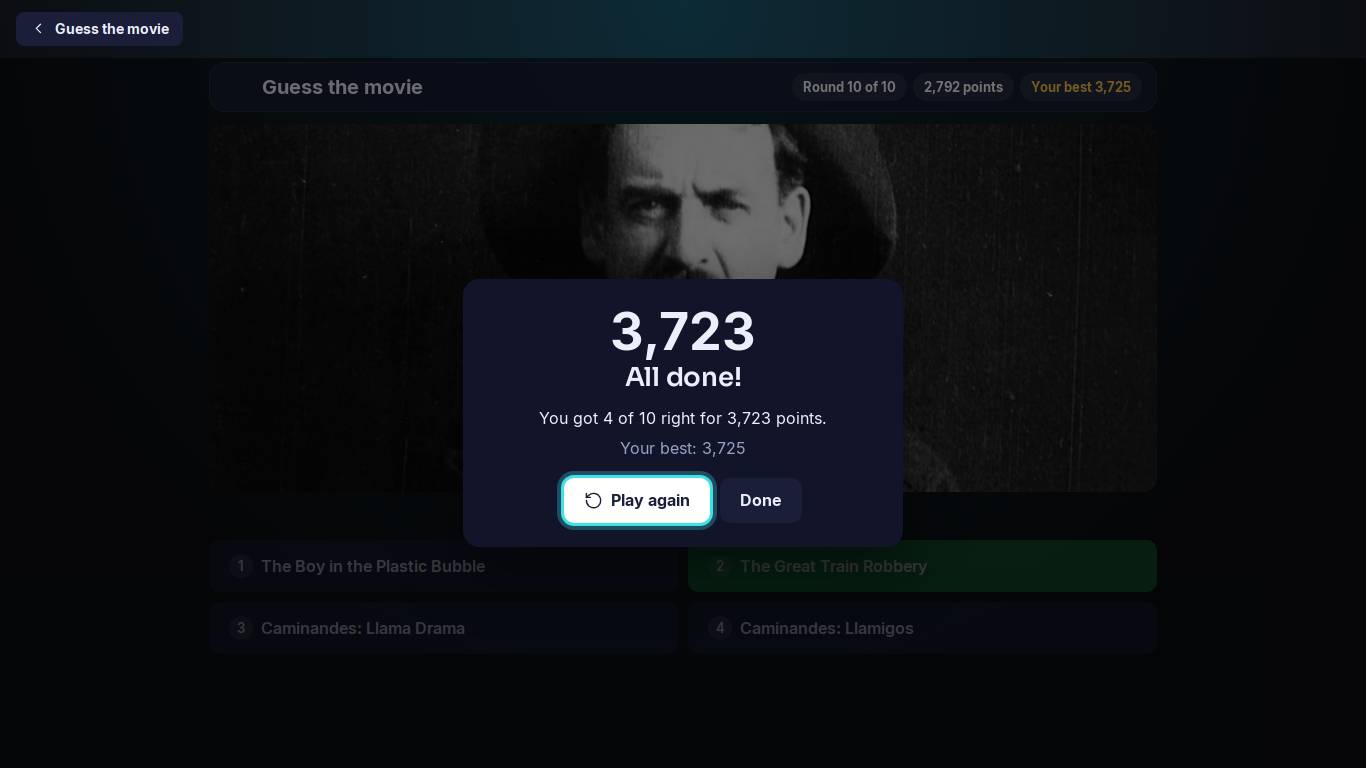 Guess the movie
Guess the movie
Round 10 of 10
2,792 points
Your best 3,725
3,723
All done!
You got 4 of 10 right for 3,723 points.
Your best: 3,725
Play again
Done
1 The Boy in the Plastic Bubble
2 The Great Train Robbery
3 Caminandes: Llama Drama
4 Caminandes: Llamigos